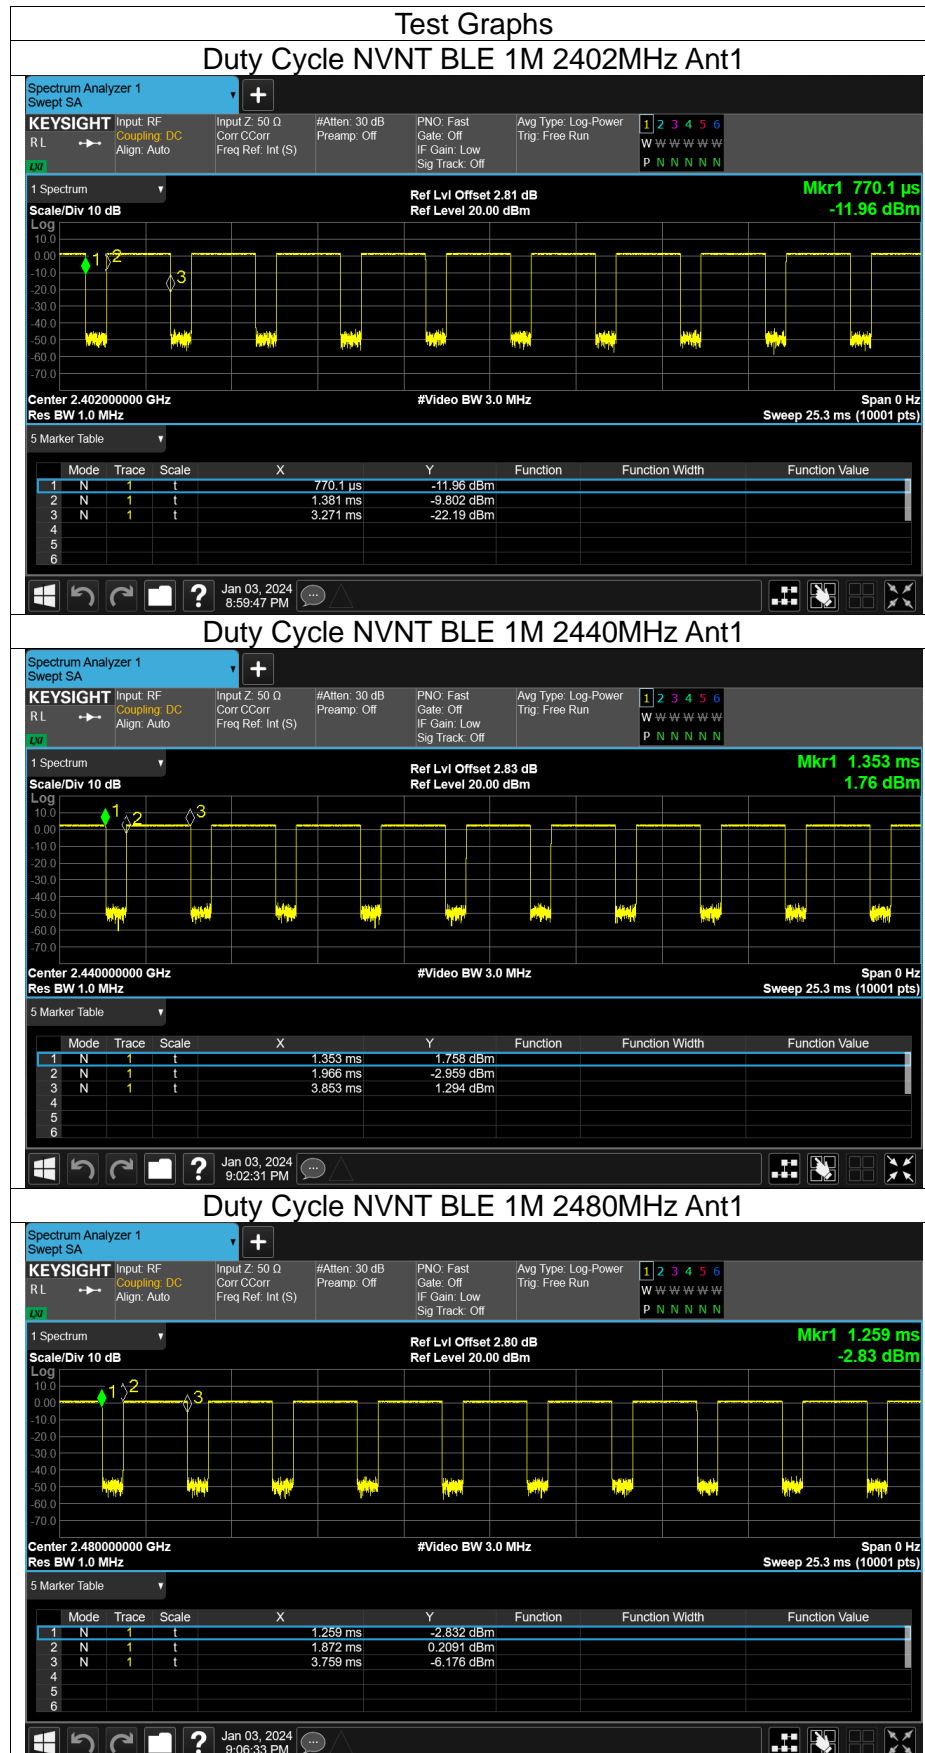 Test Graphs
Duty Cycle NVNT BLE 1M 2402MHz Ant1
Spectrum Analyzer 1
Swept SA
KEYSIGHT Input: RF Input Z: 50 Ω #Atten: 30 dB PNO: Fast Avg Type: Log-Power 1 2 3 4 5 6
RL Coupling: DC Corr CCorr Preamp: Off Gate: Off Trig: Free Run W W W W W W
Align: Auto Freq Ref: Int (S) IF Gain: Low
LXI Sig Track: Off P N N N N N
1 Spectrum Ref Lvl Offset 2.81 dB Mkr1 770.1 µs
Scale/Div 10 dB Ref Level 20.00 dBm -11.96 dBm
Log
10.0
0.00 1 2
-10.0 3
-20.0
-30.0
-40.0
-50.0
-60.0
-70.0
Center 2.402000000 GHz #Video BW 3.0 MHz Span 0 Hz
Res BW 1.0 MHz Sweep 25.3 ms (10001 pts)
5 Marker Table
Mode Trace Scale X Y Function Function Width Function Value
1 N 1 t 770.1 µs -11.96 dBm
2 N 1 t 1.381 ms -9.802 dBm
3 N 1 t 3.271 ms -22.19 dBm
4
5
6
? Jan 03, 2024
8:59:47 PM
Duty Cycle NVNT BLE 1M 2440MHz Ant1
Spectrum Analyzer 1
Swept SA
KEYSIGHT Input: RF Input Z: 50 Ω #Atten: 30 dB PNO: Fast Avg Type: Log-Power 1 2 3 4 5 6
RL Coupling: DC Corr CCorr Preamp: Off Gate: Off Trig: Free Run W W W W W W
Align: Auto Freq Ref: Int (S) IF Gain: Low
LXI Sig Track: Off P N N N N N
1 Spectrum Ref Lvl Offset 2.83 dB Mkr1 1.353 ms
Scale/Div 10 dB Ref Level 20.00 dBm 1.76 dBm
Log
10.0 1 2 3
0.00
-10.0
-20.0
-30.0
-40.0
-50.0
-60.0
-70.0
Center 2.440000000 GHz #Video BW 3.0 MHz Span 0 Hz
Res BW 1.0 MHz Sweep 25.3 ms (10001 pts)
5 Marker Table
Mode Trace Scale X Y Function Function Width Function Value
1 N 1 t 1.353 ms 1.758 dBm
2 N 1 t 1.966 ms -2.959 dBm
3 N 1 t 3.853 ms 1.294 dBm
4
5
6
? Jan 03, 2024
9:02:31 PM
Duty Cycle NVNT BLE 1M 2480MHz Ant1
Spectrum Analyzer 1
Swept SA
KEYSIGHT Input: RF Input Z: 50 Ω #Atten: 30 dB PNO: Fast Avg Type: Log-Power 1 2 3 4 5 6
RL Coupling: DC Corr CCorr Preamp: Off Gate: Off Trig: Free Run W W W W W W
Align: Auto Freq Ref: Int (S) IF Gain: Low
LXI Sig Track: Off P N N N N N
1 Spectrum Ref Lvl Offset 2.80 dB Mkr1 1.259 ms
Scale/Div 10 dB Ref Level 20.00 dBm -2.83 dBm
Log
10.0 1 2 3
0.00
-10.0
-20.0
-30.0
-40.0
-50.0
-60.0
-70.0
Center 2.480000000 GHz #Video BW 3.0 MHz Span 0 Hz
Res BW 1.0 MHz Sweep 25.3 ms (10001 pts)
5 Marker Table
Mode Trace Scale X Y Function Function Width Function Value
1 N 1 t 1.259 ms -2.832 dBm
2 N 1 t 1.872 ms 0.2091 dBm
3 N 1 t 3.759 ms -6.176 dBm
4
5
6
? Jan 03, 2024
9:06:33 PM